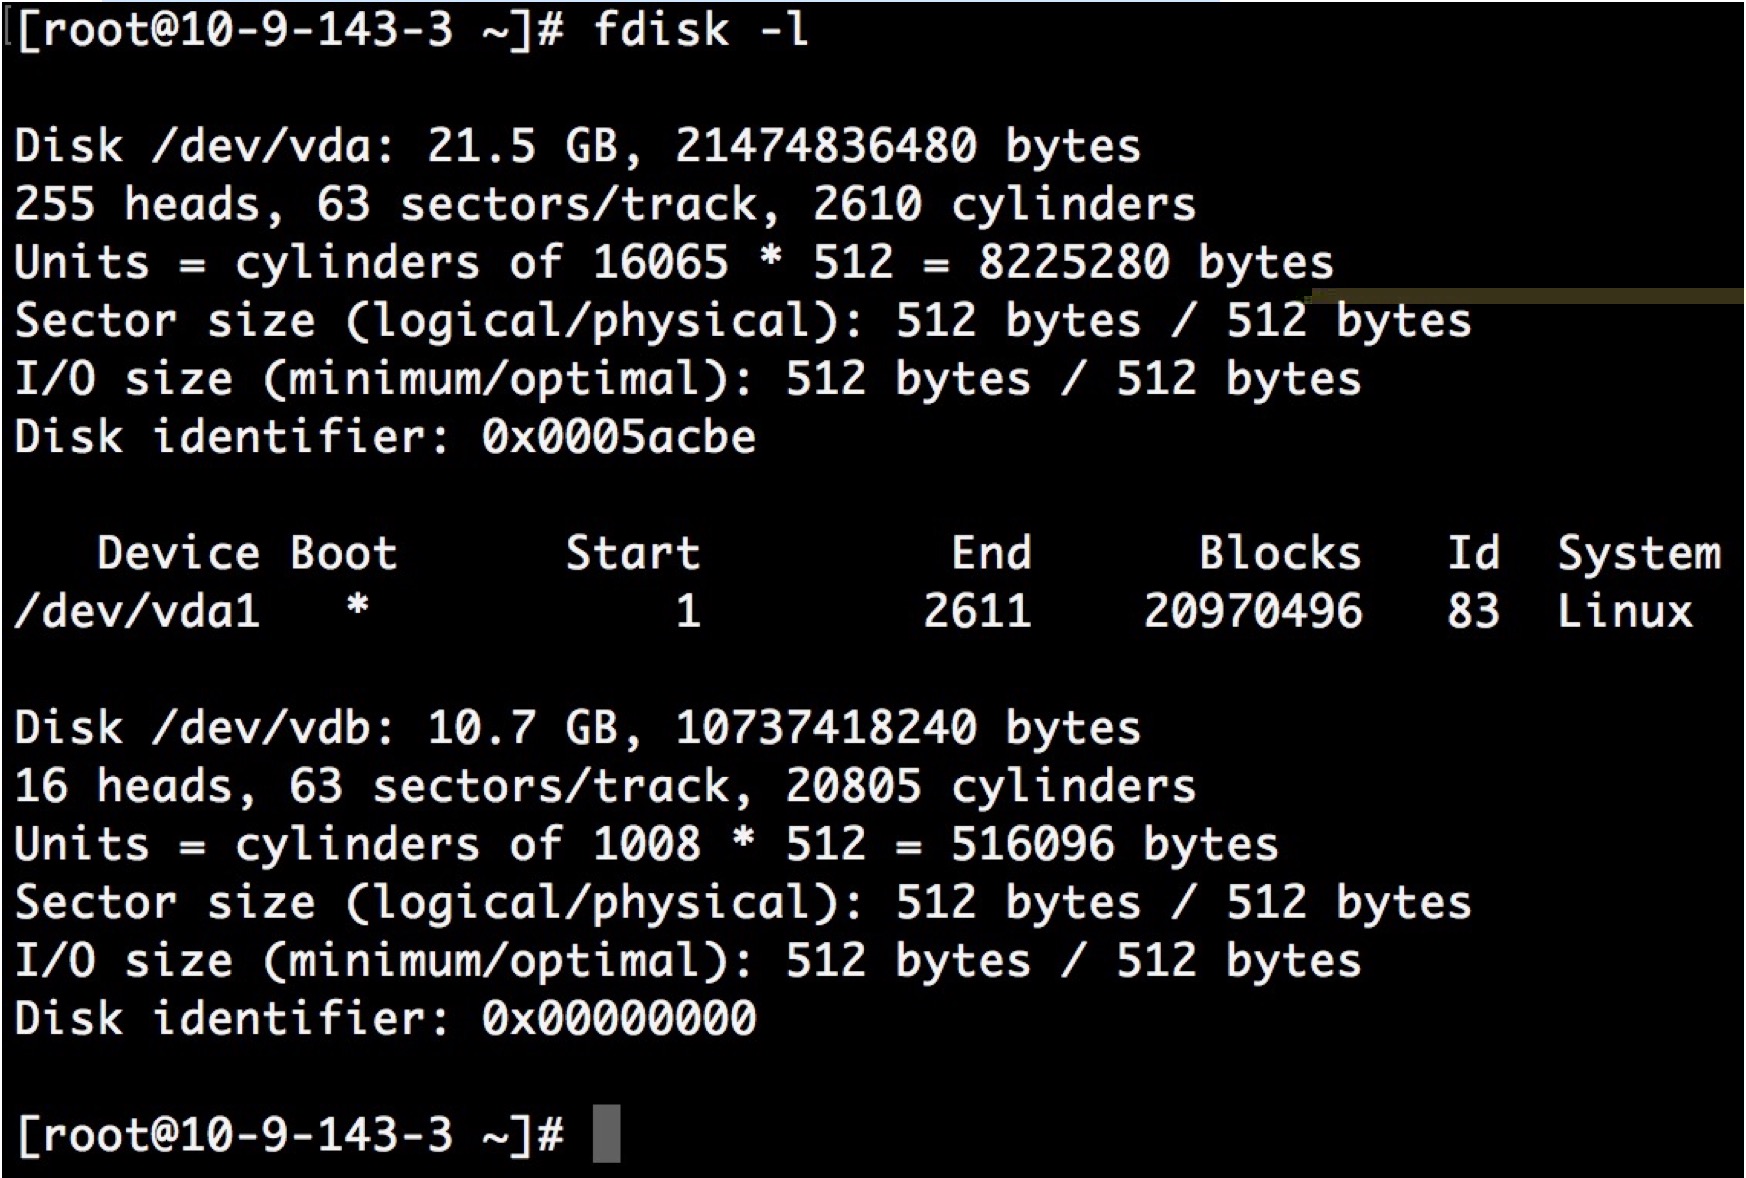 [root@10-9-143-3 ~]# fdisk -l
Disk /dev/vda: 21.5 GB, 21474836480 bytes
255 heads, 63 sectors/track, 2610 cylinders
Units = cylinders of 16065 * 512 = 8225280 bytes
Sector size (logical/physical): 512 bytes / 512 bytes
I/O size (minimum/optimal): 512 bytes / 512 bytes
Disk identifier: 0x0005acbe
Device Boot Start End Blocks Id System
/dev/vda1 * 1 2611 20970496 83 Linux
Disk /dev/vdb: 10.7 GB, 10737418240 bytes
16 heads, 63 sectors/track, 20805 cylinders
Units = cylinders of 1008 * 512 = 516096 bytes
Sector size (logical/physical): 512 bytes / 512 bytes
I/O size (minimum/optimal): 512 bytes / 512 bytes
Disk identifier: 0x00000000
[root@10-9-143-3 ~]#